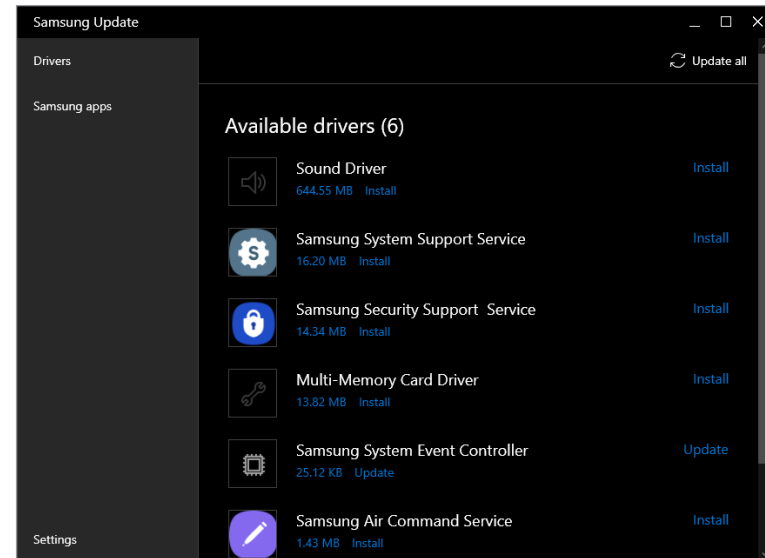 Samsung Update
Drivers
Update all
Samsung apps
Available drivers (6)
Sound Driver
Install
644.55 MB Install
Samsung System Support Service
Install
16.20 MB Install
Samsung Security Support Service
Install
14.34 MB Install
Multi-Memory Card Driver
Install
13.82 MB Install
Samsung System Event Controller
Update
25.12 KB Update
Samsung Air Command Service
Install
1.43 MB Install
Settings